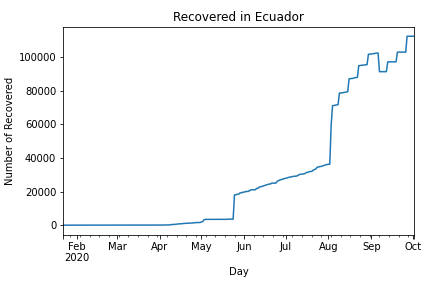 Recovered in Ecuador
Number of Recovered
100000
80000
60000
40000
20000
0
Feb Mar Apr May Jun Jul Aug Sep Oct
2020
Day